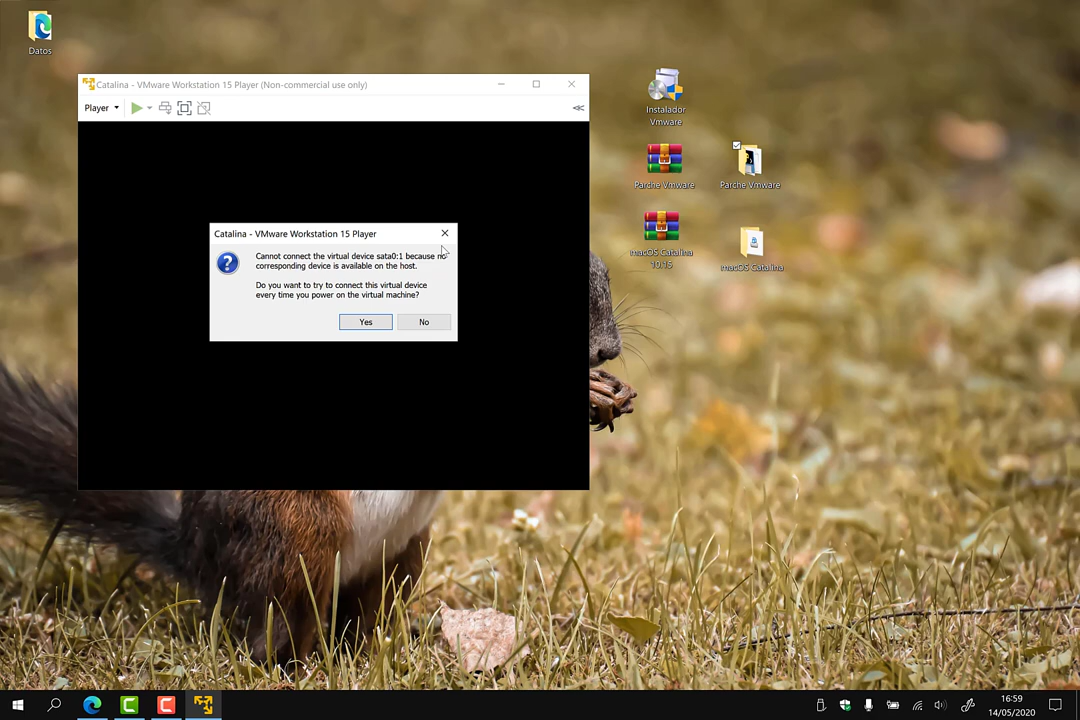 Datos
Catalina - VMware Workstation 15 Player (Non-commercial use only)
Player
Catalina - VMware Workstation 15 Player
Cannot connect the virtual device sata0:1 because no
corresponding device is available on the host.
Do you want to try to connect this virtual device
every time you power on the virtual machine?
Yes
No
Instalador
Vmware
Parche Vmware
Parche Vmware
macOS Catalina
10.15
macOS Catalina
16:59
14/05/2020